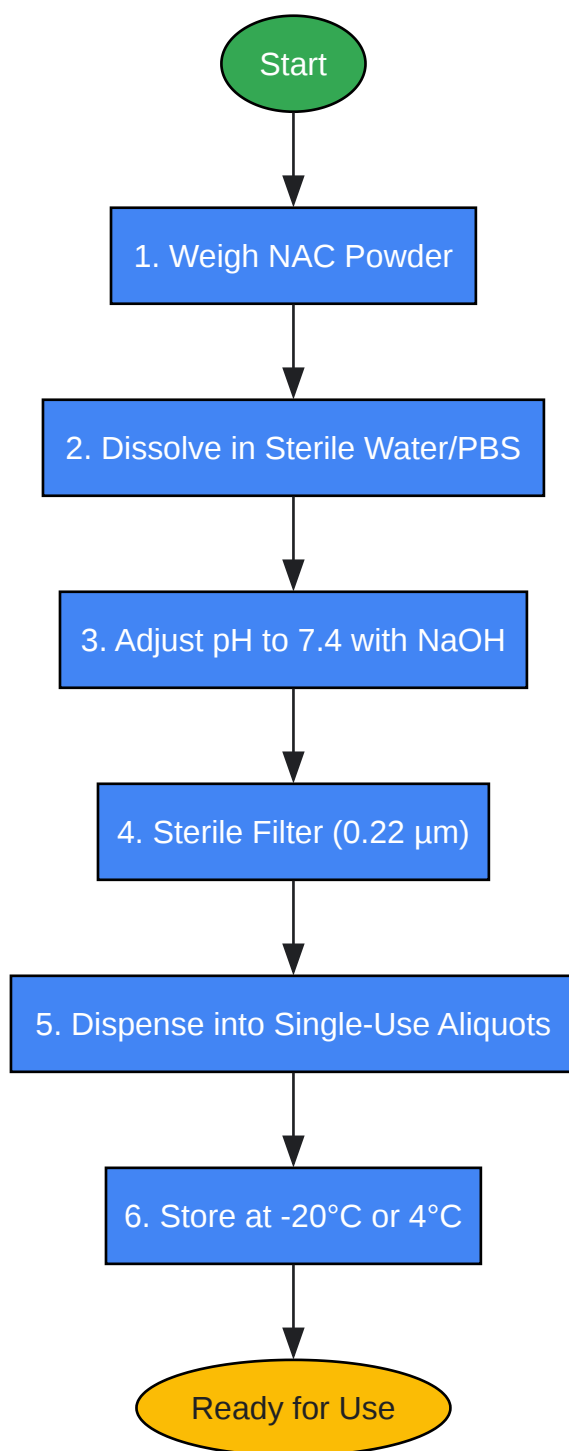 Start
1. Weigh NAC Powder
2. Dissolve in Sterile Water/PBS
3. Adjust pH to 7.4 with NaOH
4. Sterile Filter (0.22 µm)
5. Dispense into Single-Use Aliquots
6. Store at -20°C or 4°C
Ready for Use